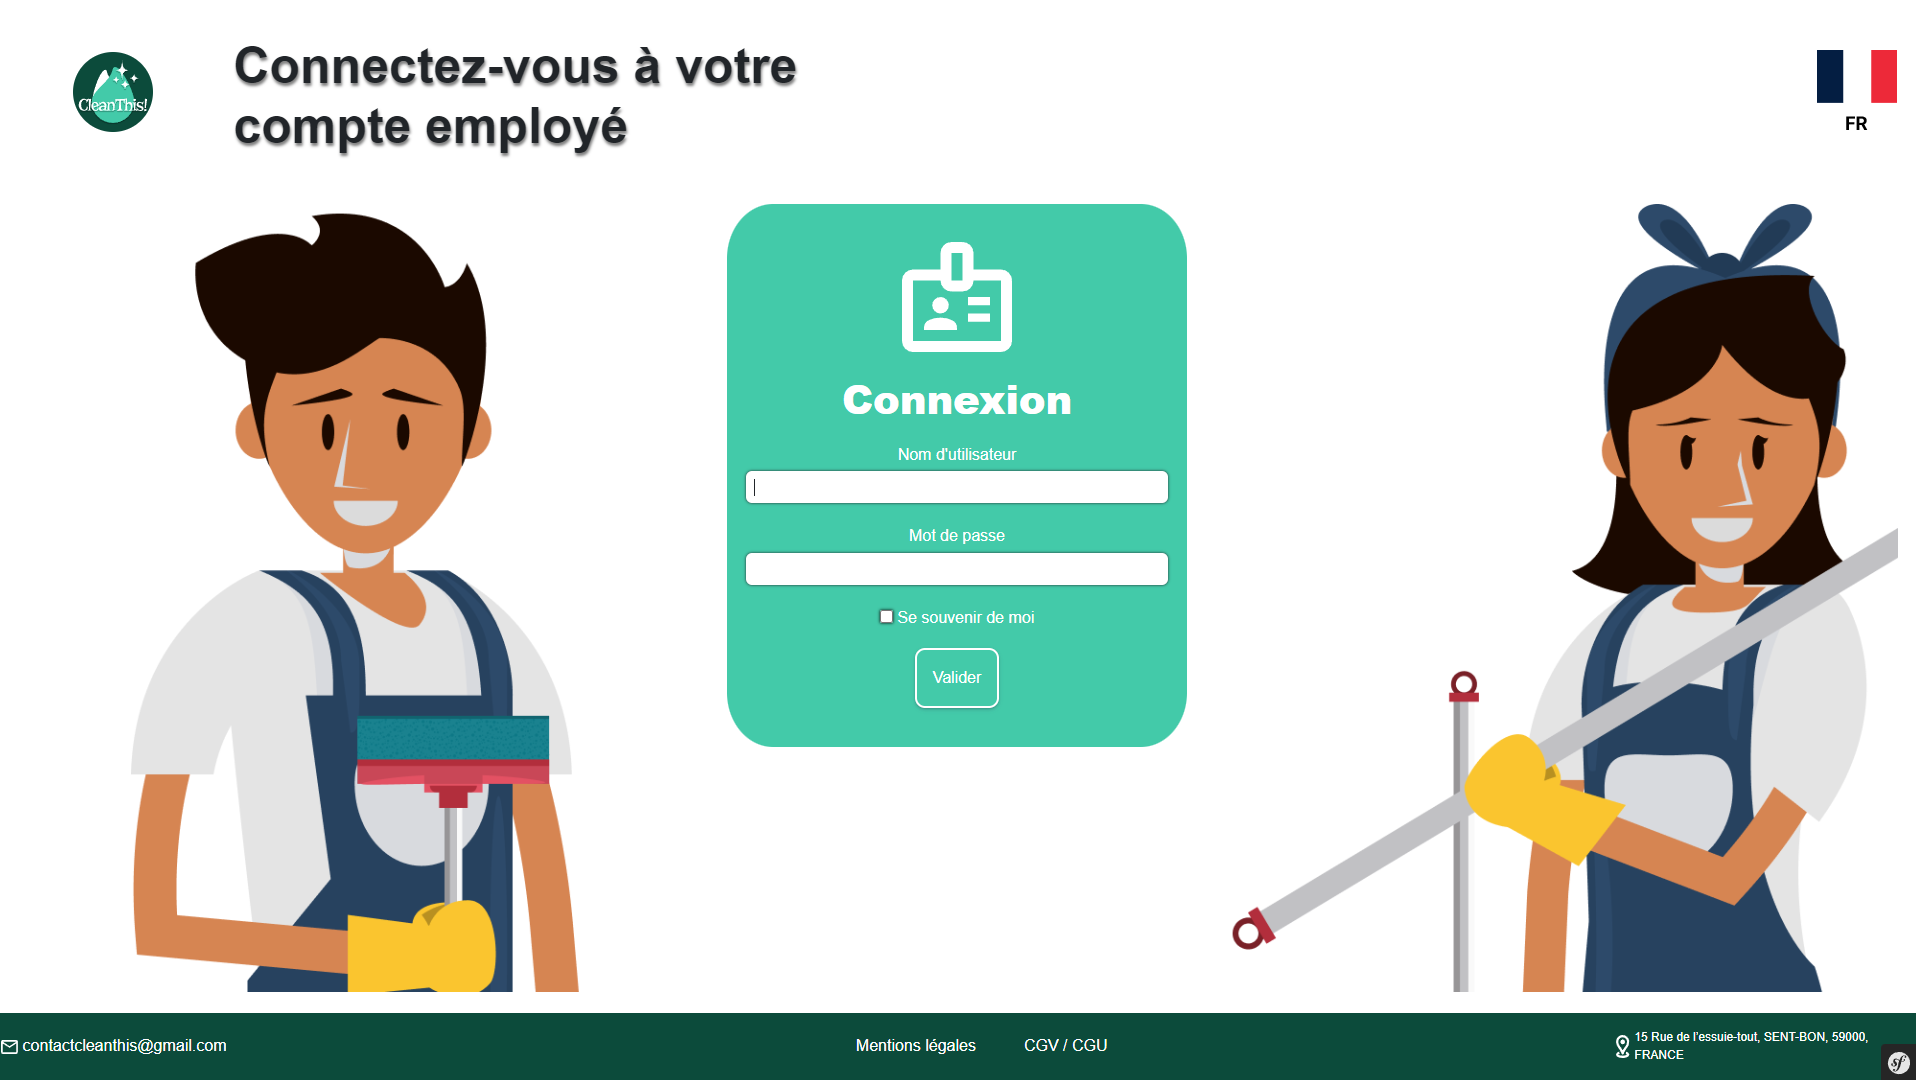 CleanThis!
Connectez-vous à votre
compte employé
FR
Connexion
Nom d'utilisateur
Mot de passe
Se souvenir de moi
Valider
contactcleanthis@gmail.com
Mentions légales
CGV / CGU
15 Rue de l'essuie-tout, SENT-BON, 59000,
FRANCE
sf